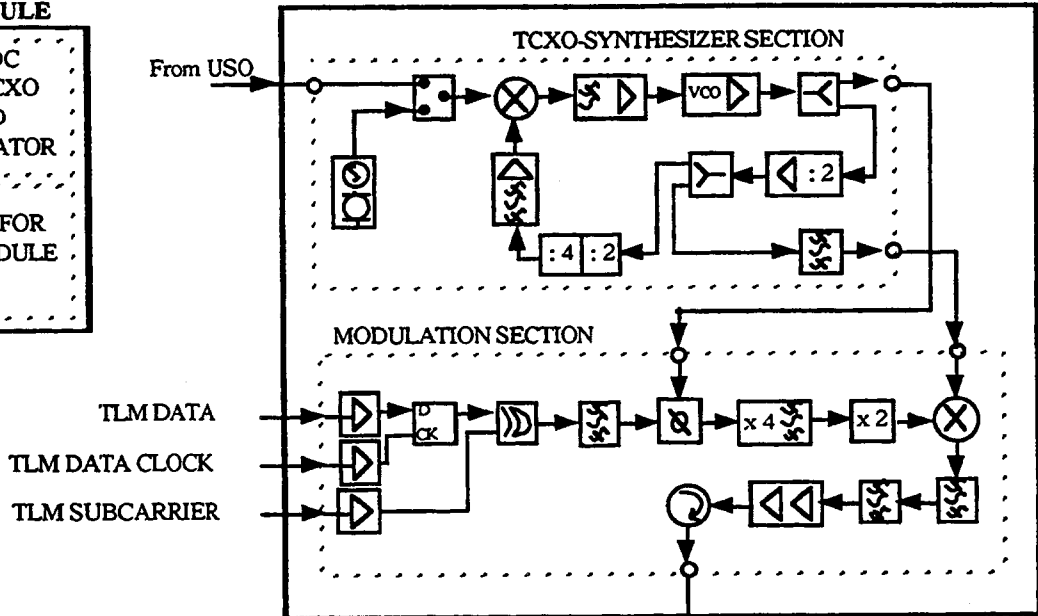 ULE
OC
CXO
D
ATOR
FOR
DULE
TCXO-SYNTHESIZER SECTION
From USO
VCO
: 2
: 4 : 2
MODULATION SECTION
TLM DATA
D
CK
ø
x 4
x 2
TLM DATA CLOCK
TLM SUBCARRIER